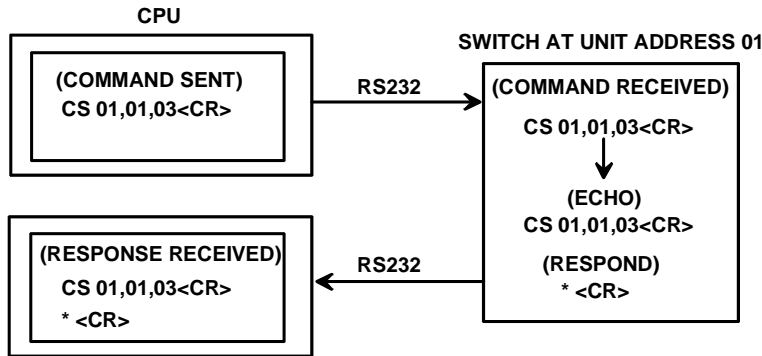 CPU
(COMMAND SENT)
CS 01,01,03<CR>
RS232
SWITCH AT UNIT ADDRESS 01
(COMMAND RECEIVED)
CS 01,01,03<CR>
(ECHO)
CS 01,01,03<CR>
(RESPOND)
* <CR>
RS232
(RESPONSE RECEIVED)
CS 01,01,03<CR>
* <CR>